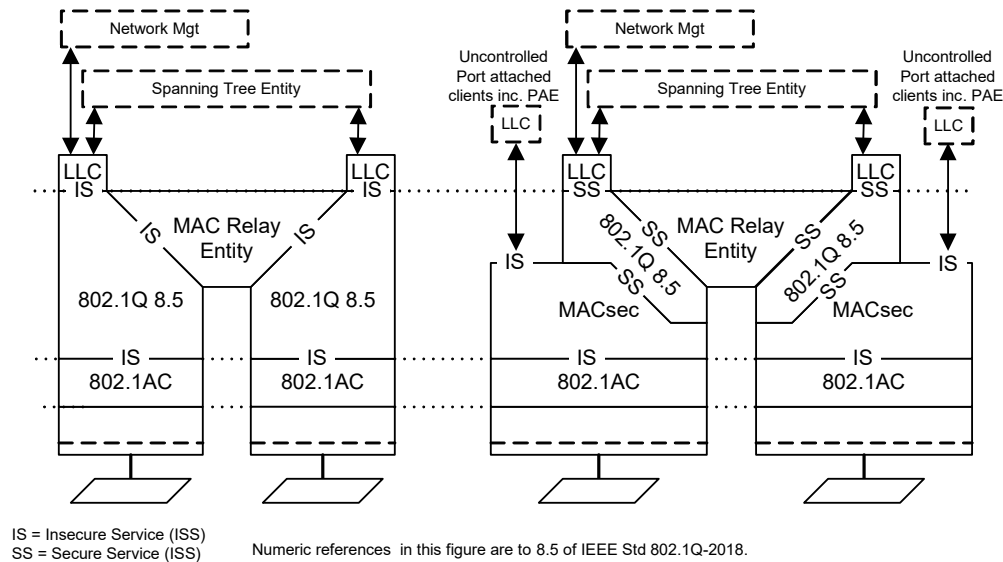 Network Mgt
Spanning Tree Entity
LLC
IS
LLC
IS
IS
IS
MAC Relay
Entity
802.1Q 8.5
802.1Q 8.5
IS
IS
802.1AC
802.1AC
Network Mgt
Uncontrolled
Port attached
clients inc. PAE
Uncontrolled
Port attached
clients inc. PAE
Spanning Tree Entity
LLC
LLC
LLC
SS
LLC
SS
SS
SS
MAC Relay
Entity
802.1Q 8.5
802.1Q 8.5
IS
IS
SS
SS
MACsec
MACsec
IS
IS
802.1AC
802.1AC
IS = Insecure Service (ISS)
SS = Secure Service (ISS)
Numeric references in this figure are to 8.5 of IEEE Std 802.1Q-2018.